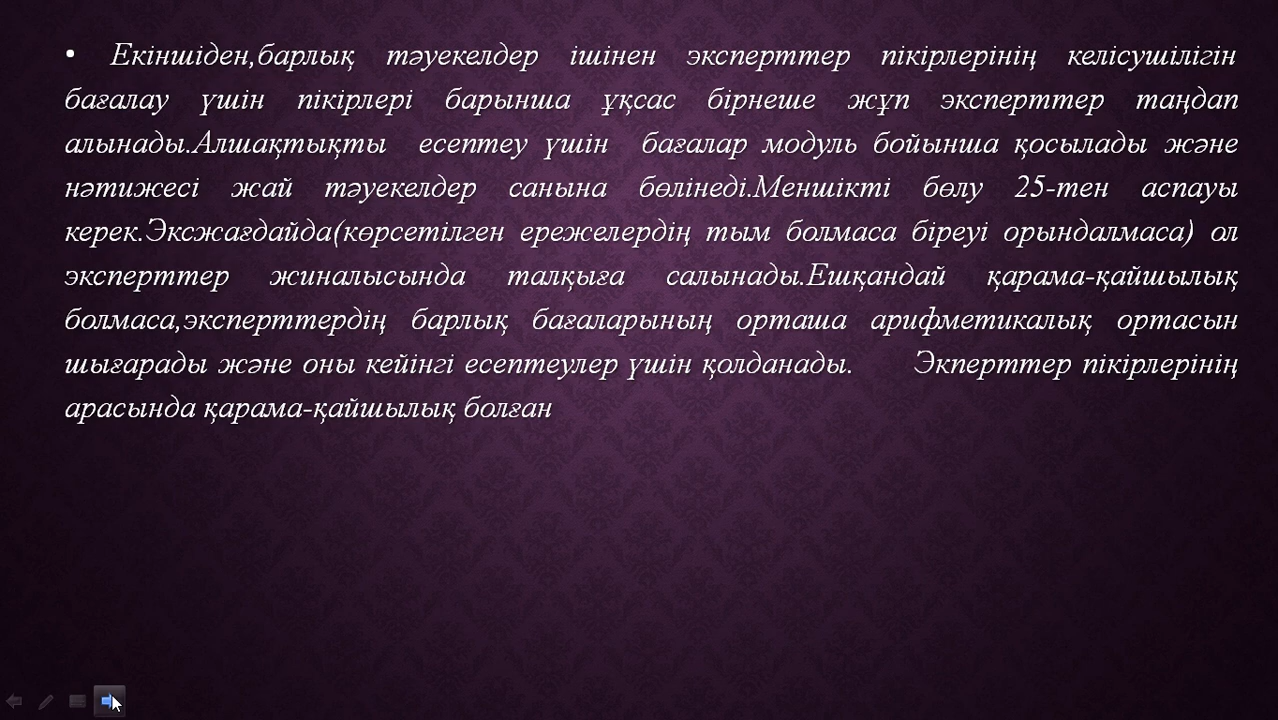 • Екіншіден,барлық тәуекелдер ішінен эксперттер пікірлерінің келісушілігін
бағалау үшін пікірлері барынша ұқсас бірнеше жұп эксперттер таңдап
алынады.Алшақтықты есептеу үшін бағалар модуль бойынша қосылады және
нәтижесі жай тәуекелдер санына бөлінеді.Меншікті бөлу 25-тен аспауы
керек.Эксжағдайда(көрсетілген ережелердің тым болмаса біреуі орындалмаса) ол
эксперттер жиналысында талқыға салынады.Ешқандай қарама-қайшылық
болмаса,эксперттердің барлық бағаларының орташа арифметикалық ортасын
шығарады және оны кейінгі есептеулер үшін қолданады. Экперттер пікірлерінің
арасында қарама-қайшылық болған